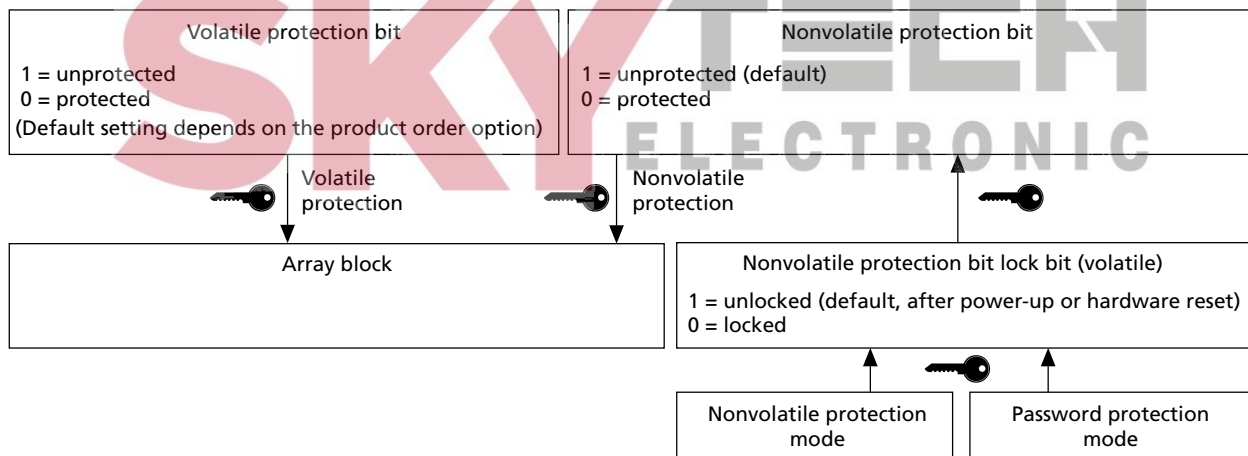 SKYTECH
ELECTRONIC
Volatile protection bit
1 = unprotected
0 = protected
(Default setting depends on the product order option)
Nonvolatile protection bit
1 = unprotected (default)
0 = protected
Volatile
protection
Nonvolatile
protection
Array block
Nonvolatile protection bit lock bit (volatile)
1 = unlocked (default, after power-up or hardware reset)
0 = locked
Nonvolatile protection
mode
Password protection
mode